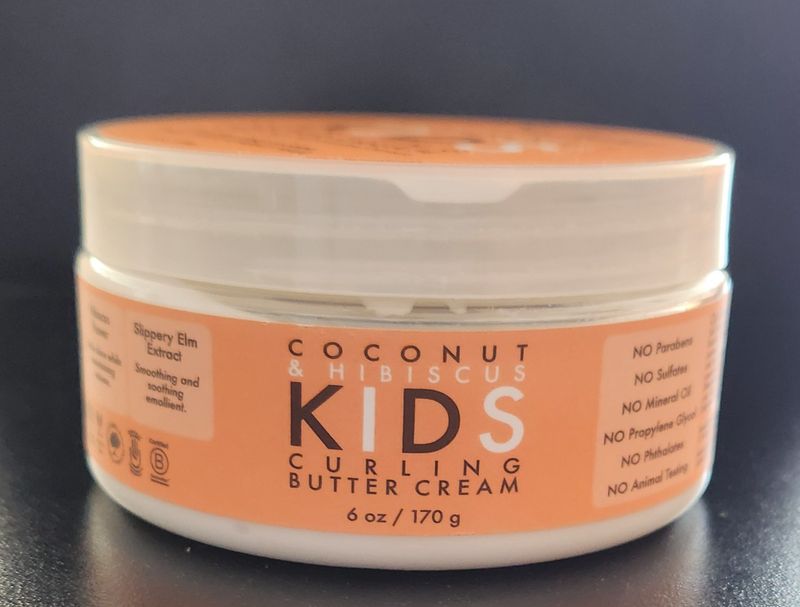 Slippery Elm
Extract
Smoothing and
soothing
emollient.
Certified
B
COCONUT
& HIBISCUS
KIDS
CURLING
BUTTER CREAM
6 oz / 170 g
NO Parabens
NO Sulfates
NO Mineral Oil
NO Propylene Glycol
NO Phthalates
NO Animal Testing